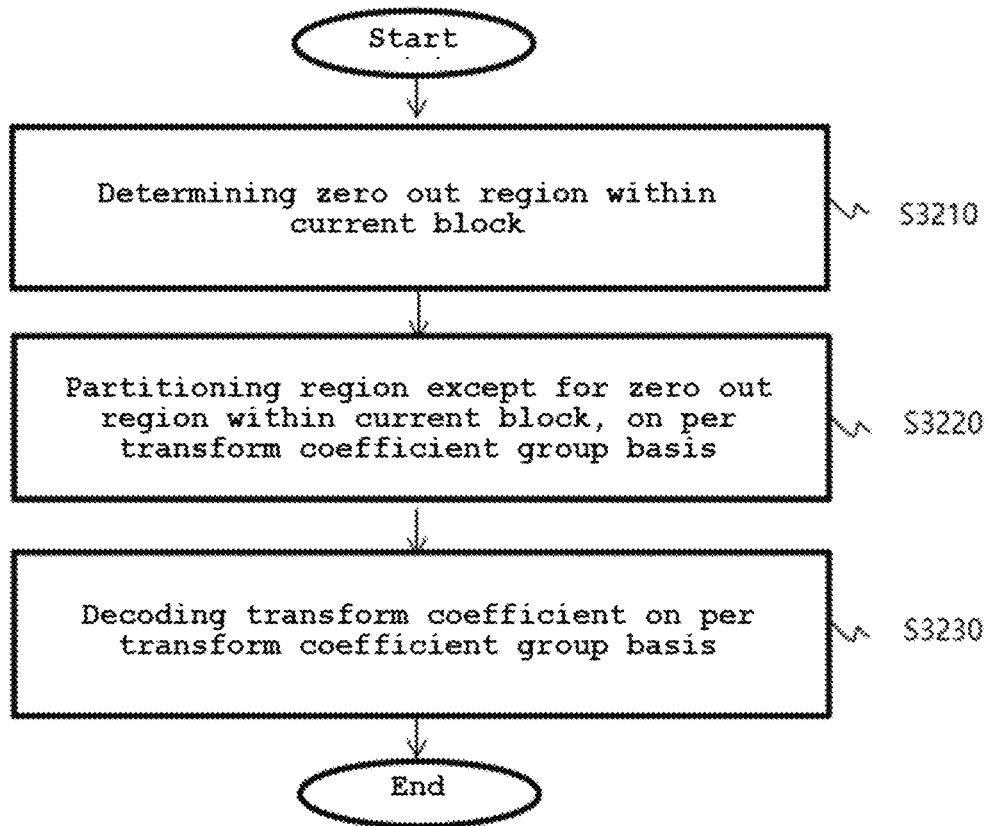 Start
Determining zero out region within
current block
S3210
Partitioning region except for zero out
region within current block, on per
transform coefficient group basis
S3220
Decoding transform coefficient on per
transform coefficient group basis
S3230
End